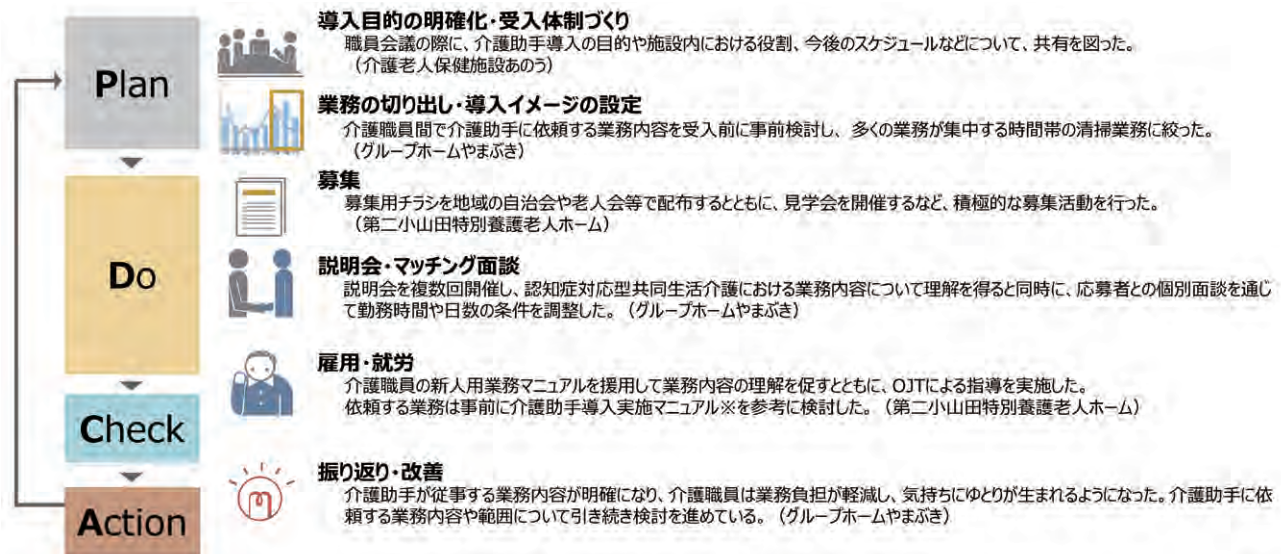 Plan
導入目的の明確化・受入体制づくり
職員会議の際に、介護助手導入の目的や施設内における役割、今後のスケジュールなどについて、共有を図った。
（介護老人保健施設あのう）
業務の切り出し・導入イメージの設定
介護職員間で介護助手に依頼する業務内容を受入前に事前検討し、多くの業務が集中する時間帯の清掃業務に絞った。
（グループホームやまぶき）
Do
募集
募集用チラシを地域の自治会や老人会等で配布するとともに、見学会を開催するなど、積極的な募集活動を行った。
（第二小山田特別養護老人ホーム）
説明会・マッチング面談
説明会を複数回開催し、認知症対応型共同生活介護における業務内容について理解を得ると同時に、応募者との個別面談を通じ
て勤務時間や日数の条件を調整した。（グループホームやまぶき）
雇用・就労
介護職員の新人用業務マニュアルを援用して業務内容の理解を促すとともに、OJTによる指導を実施した。
依頼する業務は事前に介護助手導入実施マニュアル※を参考に検討した。（第二小山田特別養護老人ホーム）
Check
Action
振り返り・改善
介護助手が従事する業務内容が明確になり、介護職員は業務負担が軽減し、気持ちにゆとりが生まれるようになった。介護助手に依
頼する業務内容や範囲について引き続き検討を進めている。（グループホームやまぶき）